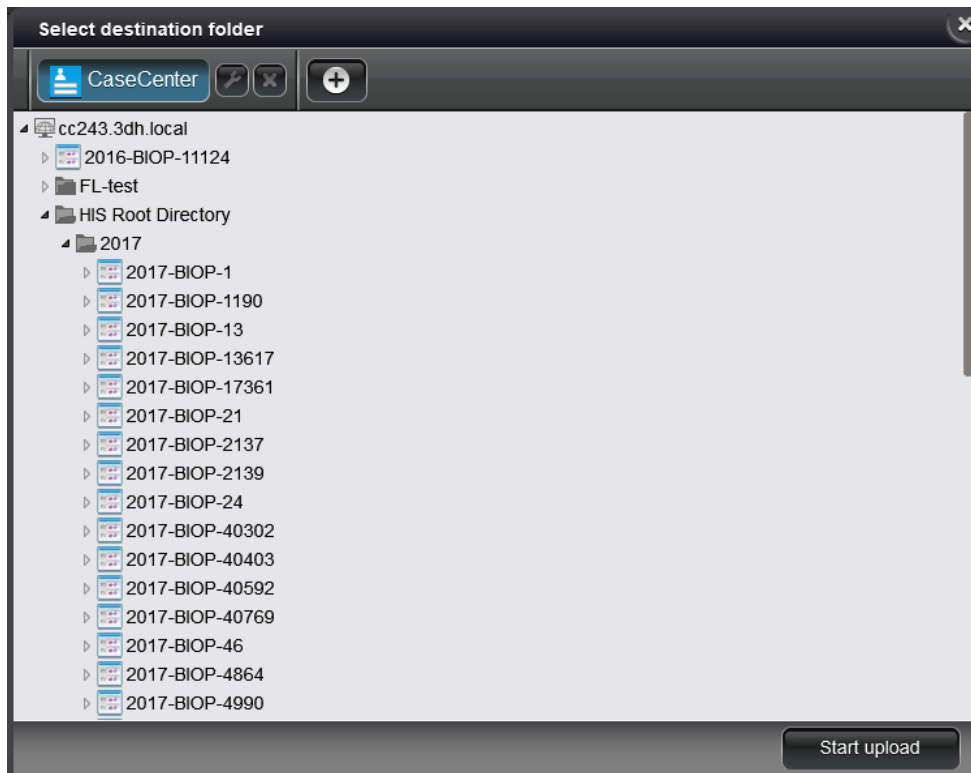 Select destination folder
CaseCenter
cc243.3dh.local
2016-BIOP-11124
FL-test
HIS Root Directory
2017
2017-BIOP-1
2017-BIOP-1190
2017-BIOP-13
2017-BIOP-13617
2017-BIOP-17361
2017-BIOP-21
2017-BIOP-2137
2017-BIOP-2139
2017-BIOP-24
2017-BIOP-40302
2017-BIOP-40403
2017-BIOP-40592
2017-BIOP-40769
2017-BIOP-46
2017-BIOP-4864
2017-BIOP-4990
Start upload